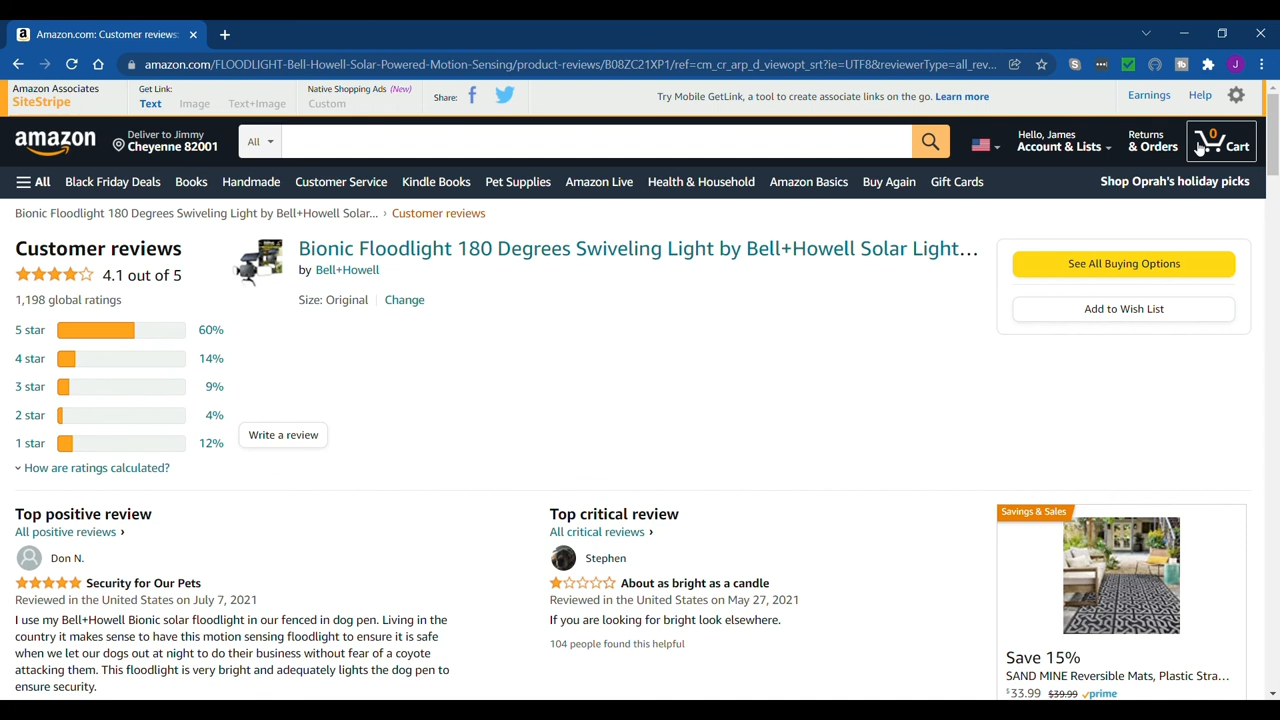 Amazon.com: Customer reviews:
amazon.com/FLOODLIGHT-Bell-Howell-Solar-Powered-Motion-Sensing/product-reviews/B08ZC21XP1/ref=cm_cr_arp_d_viewopt_srt?ie=UTF8&reviewerType=all_rev...
J
Amazon Associates
SiteStripe
Get Link:
Text Image Text+Image
Native Shopping Ads (New)
Custom
Share:
Try Mobile GetLink, a tool to create associate links on the go. Learn more
Earnings Help
amazon
Deliver to Jimmy
Cheyenne 82001
All
Hello, James
Account & Lists
Returns
& Orders
0
Cart
All Black Friday Deals Books Handmade Customer Service Kindle Books Pet Supplies Amazon Live Health & Household Amazon Basics Buy Again Gift Cards Shop Oprah's holiday picks
Bionic Floodlight 180 Degrees Swiveling Light by Bell+Howell Solar... › Customer reviews
Customer reviews
4.1 out of 5
1,198 global ratings
5 star 60%
4 star 14%
3 star 9%
2 star 4%
1 star 12%
How are ratings calculated?
Bionic Floodlight 180 Degrees Swiveling Light by Bell+Howell Solar Light...
by Bell+Howell
Size: Original Change
Write a review
See All Buying Options
Add to Wish List
Top positive review
All positive reviews ›
Don N.
Security for Our Pets
Reviewed in the United States on July 7, 2021
I use my Bell+Howell Bionic solar floodlight in our fenced in dog pen. Living in the
country it makes sense to have this motion sensing floodlight to ensure it is safe
when we let our dogs out at night to do their business without fear of a coyote
attacking them. This floodlight is very bright and adequately lights the dog pen to
ensure security.
Top critical review
All critical reviews ›
Stephen
About as bright as a candle
Reviewed in the United States on May 27, 2021
If you are looking for bright look elsewhere.
104 people found this helpful
Savings & Sales
Save 15%
SAND MINE Reversible Mats, Plastic Stra...
$33.99 $39.99 prime